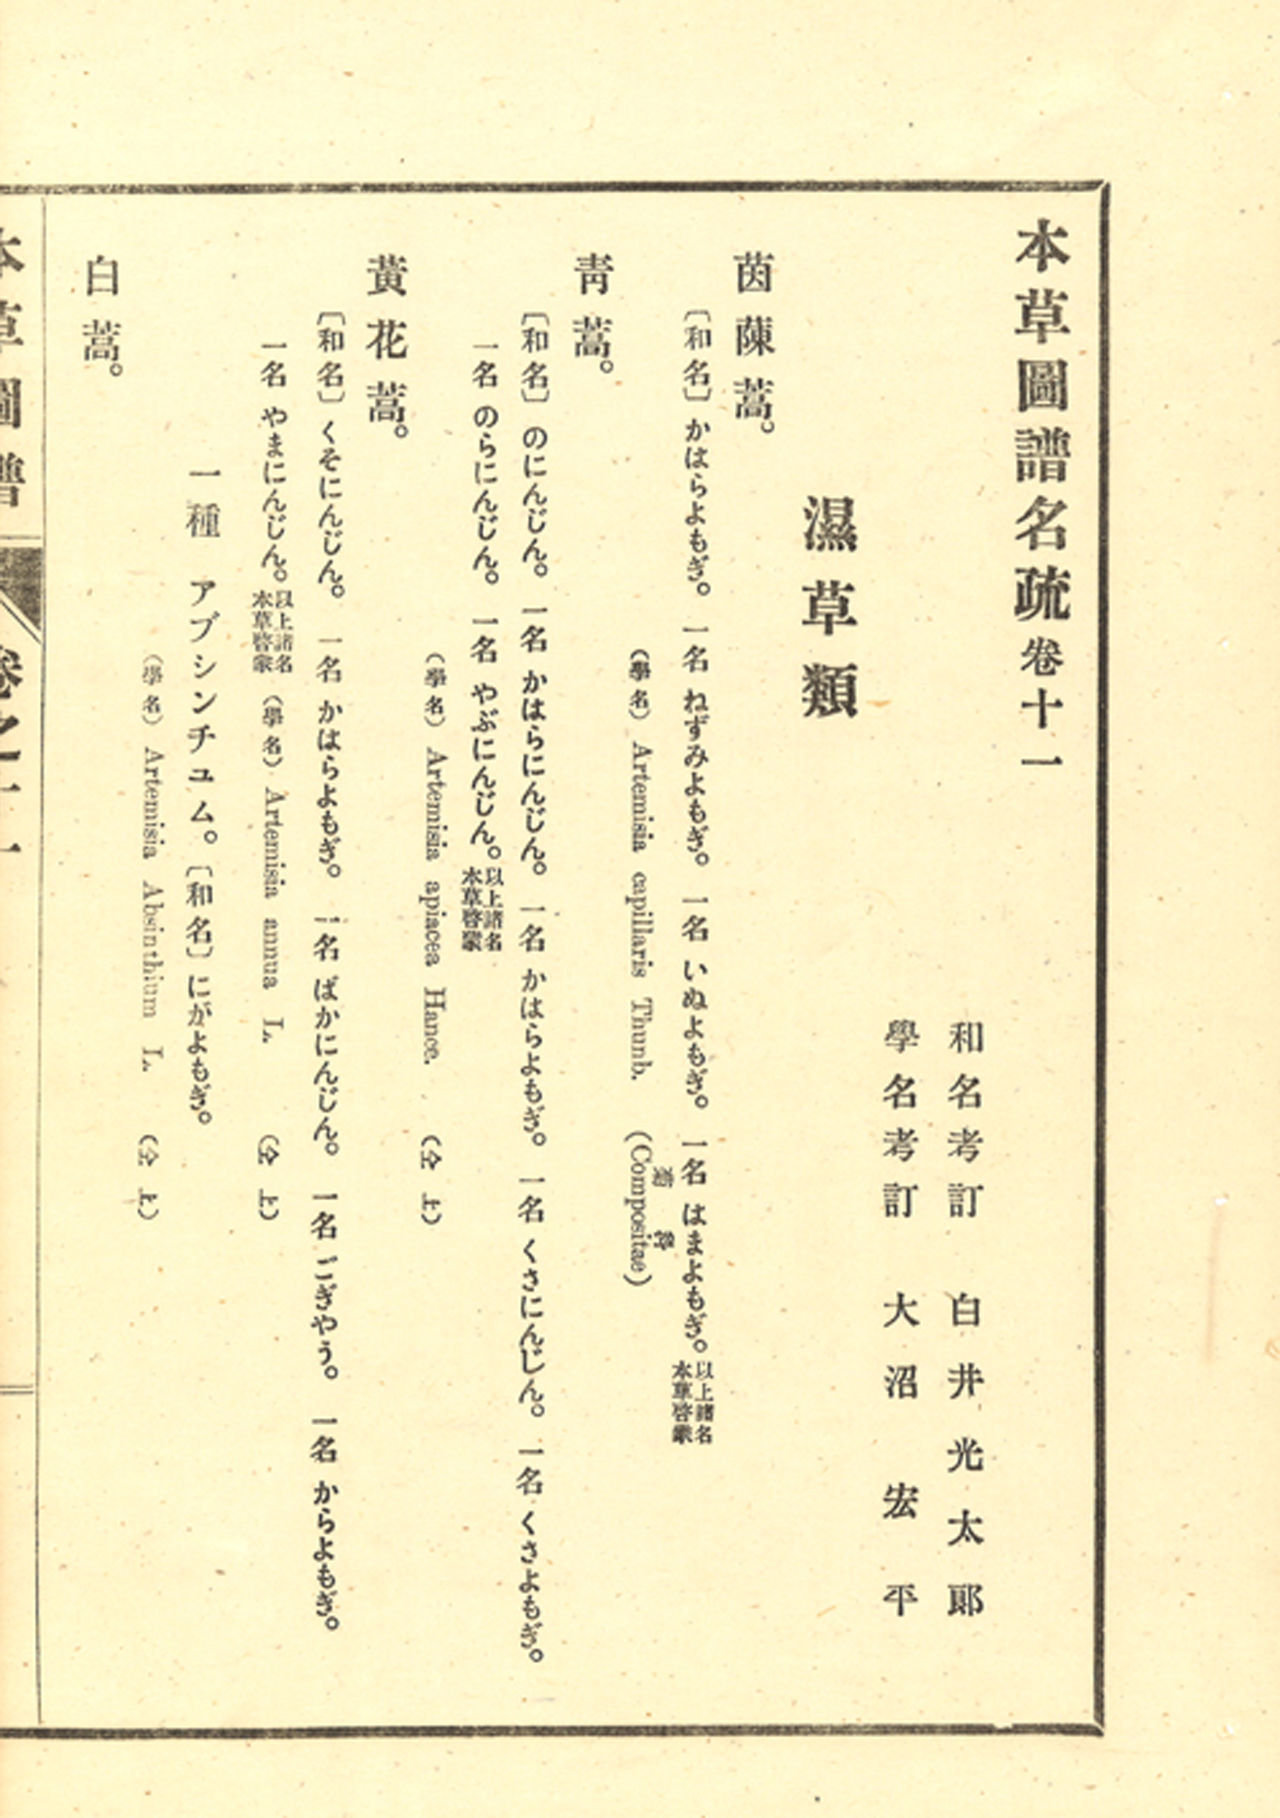 本草圖譜名疏 卷十一
和名考訂 白井光太郎
學名考訂 大沼宏平
濕草類
茵蔯蒿。
〔和名〕かはらよもぎ。一名 ねずみよもぎ。一名 いぬよもぎ。一名 はまよもぎ。以上諸名本草啓蒙
(學名) Artemisia capillaris Thunb. (Compositae) 菊科
靑蒿。
〔和名〕のにんじん。一名 かはらにんじん。一名 かはらよもぎ。一名 くさにんじん。一名 くさよもぎ。
一名 のらにんじん。一名 やぶにんじん。以上諸名本草啓蒙
(學名) Artemisia apiacea Hance. (仝上)
黃花蒿。
〔和名〕くそにんじん。一名 かはらよもぎ。一名 ばかにんじん。一名 ごぎやう。一名 からよもぎ。
一名 やまにんじん。以上諸名本草啓蒙 (學名) Artemisia annua L. (仝上)
一種 アブシンチユム。〔和名〕にがよもぎ。
(學名) Artemisia Absinthium L. (仝上)
白蒿。
本草圖譜 卷之十一